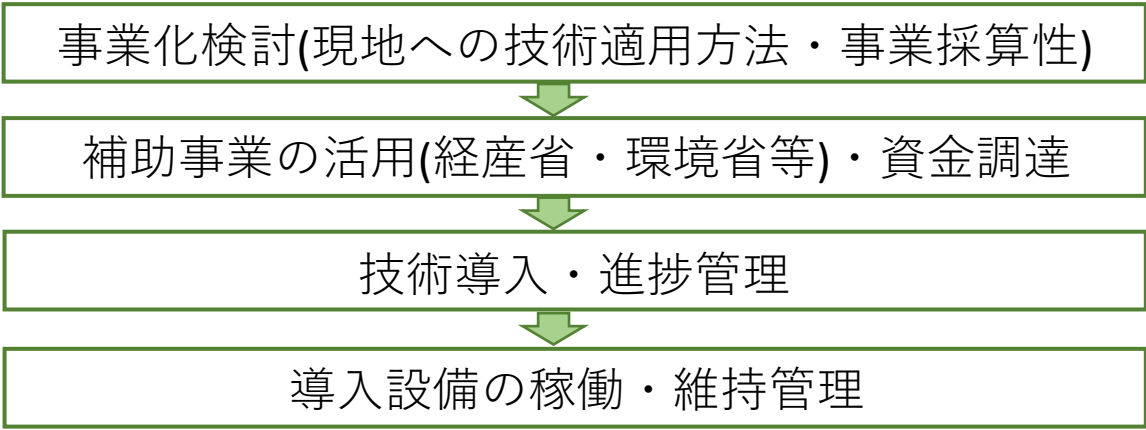 事業化検討(現地への技術適用方法・事業採算性)
補助事業の活用(経産省・環境省等)・資金調達
技術導入・進捗管理
導入設備の稼働・維持管理